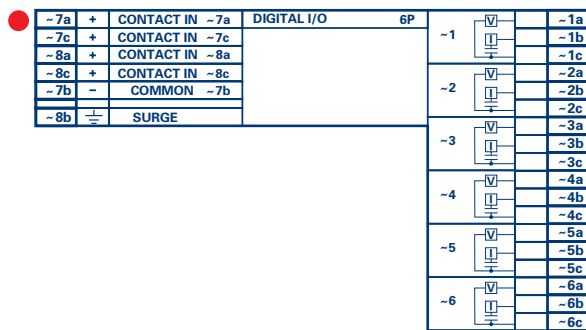 ~7a + CONTACT IN ~7a DIGITAL I/O 6P
~7c + CONTACT IN ~7c
~8a + CONTACT IN ~8a
~8c + CONTACT IN ~8c
~7b – COMMON ~7b
~8b SURGE
~1 V ~1a
I ~1b
~1c
~2 V ~2a
I ~2b
~2c
~3 V ~3a
I ~3b
~3c
~4 V ~4a
I ~4b
~4c
~5 V ~5a
I ~5b
~5c
~6 V ~6a
I ~6b
~6c